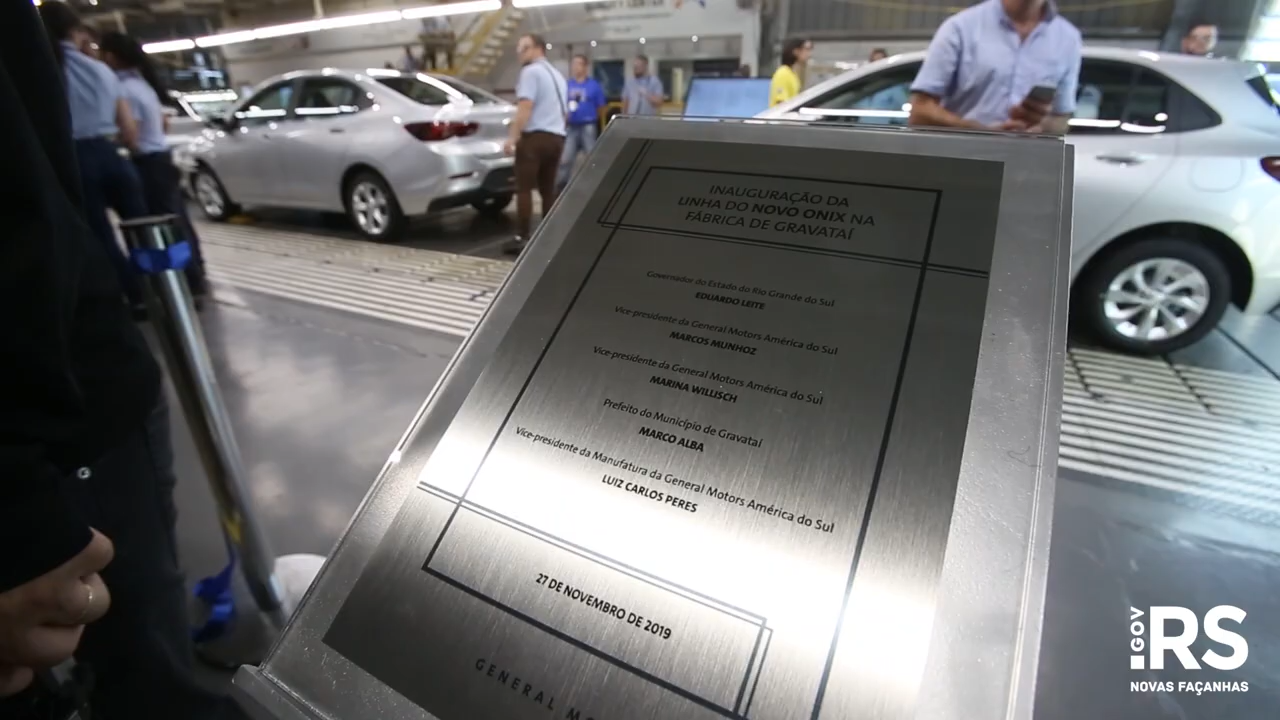 INAUGURAÇÃO DA
LINHA DO NOVO ONIX NA
FÁBRICA DE GRAVATAÍ
Governador do Estado do Rio Grande do Sul
EDUARDO LEITE
Vice-presidente da General Motors América do Sul
MARCOS MUNHOZ
Vice-presidente da General Motors América do Sul
MARINA WILLISCH
Prefeito do Município de Gravataí
MARCO ALBA
Vice-presidente da Manufatura da General Motors América do Sul
LUIZ CARLOS PERES
27 DE NOVEMBRO DE 2019
GENERAL
.GOV
RS
NOVAS FAÇANHAS